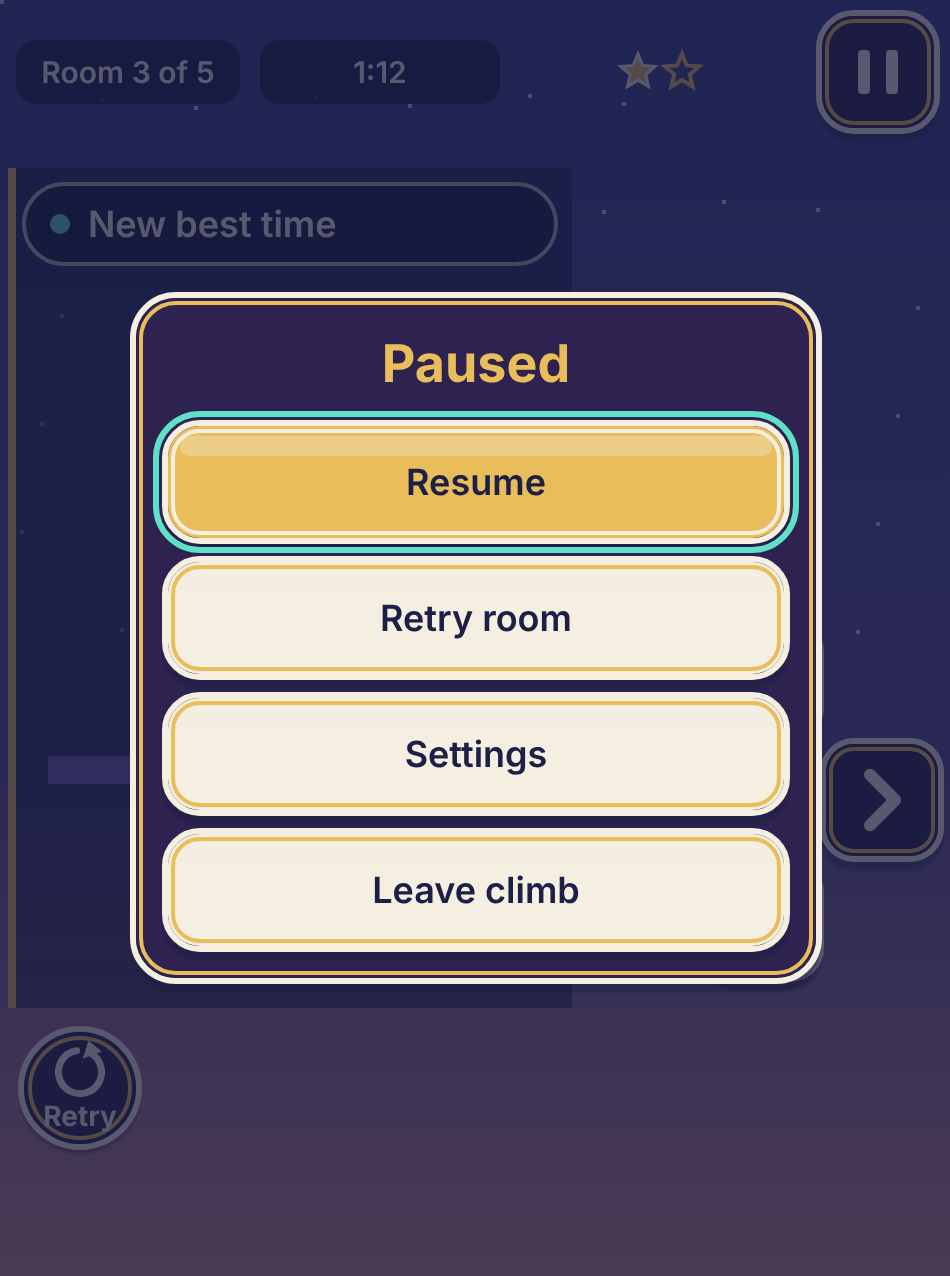 Room 3 of 5
1:12
New best time
Paused
Resume
Retry room
Settings
Leave climb
Retry